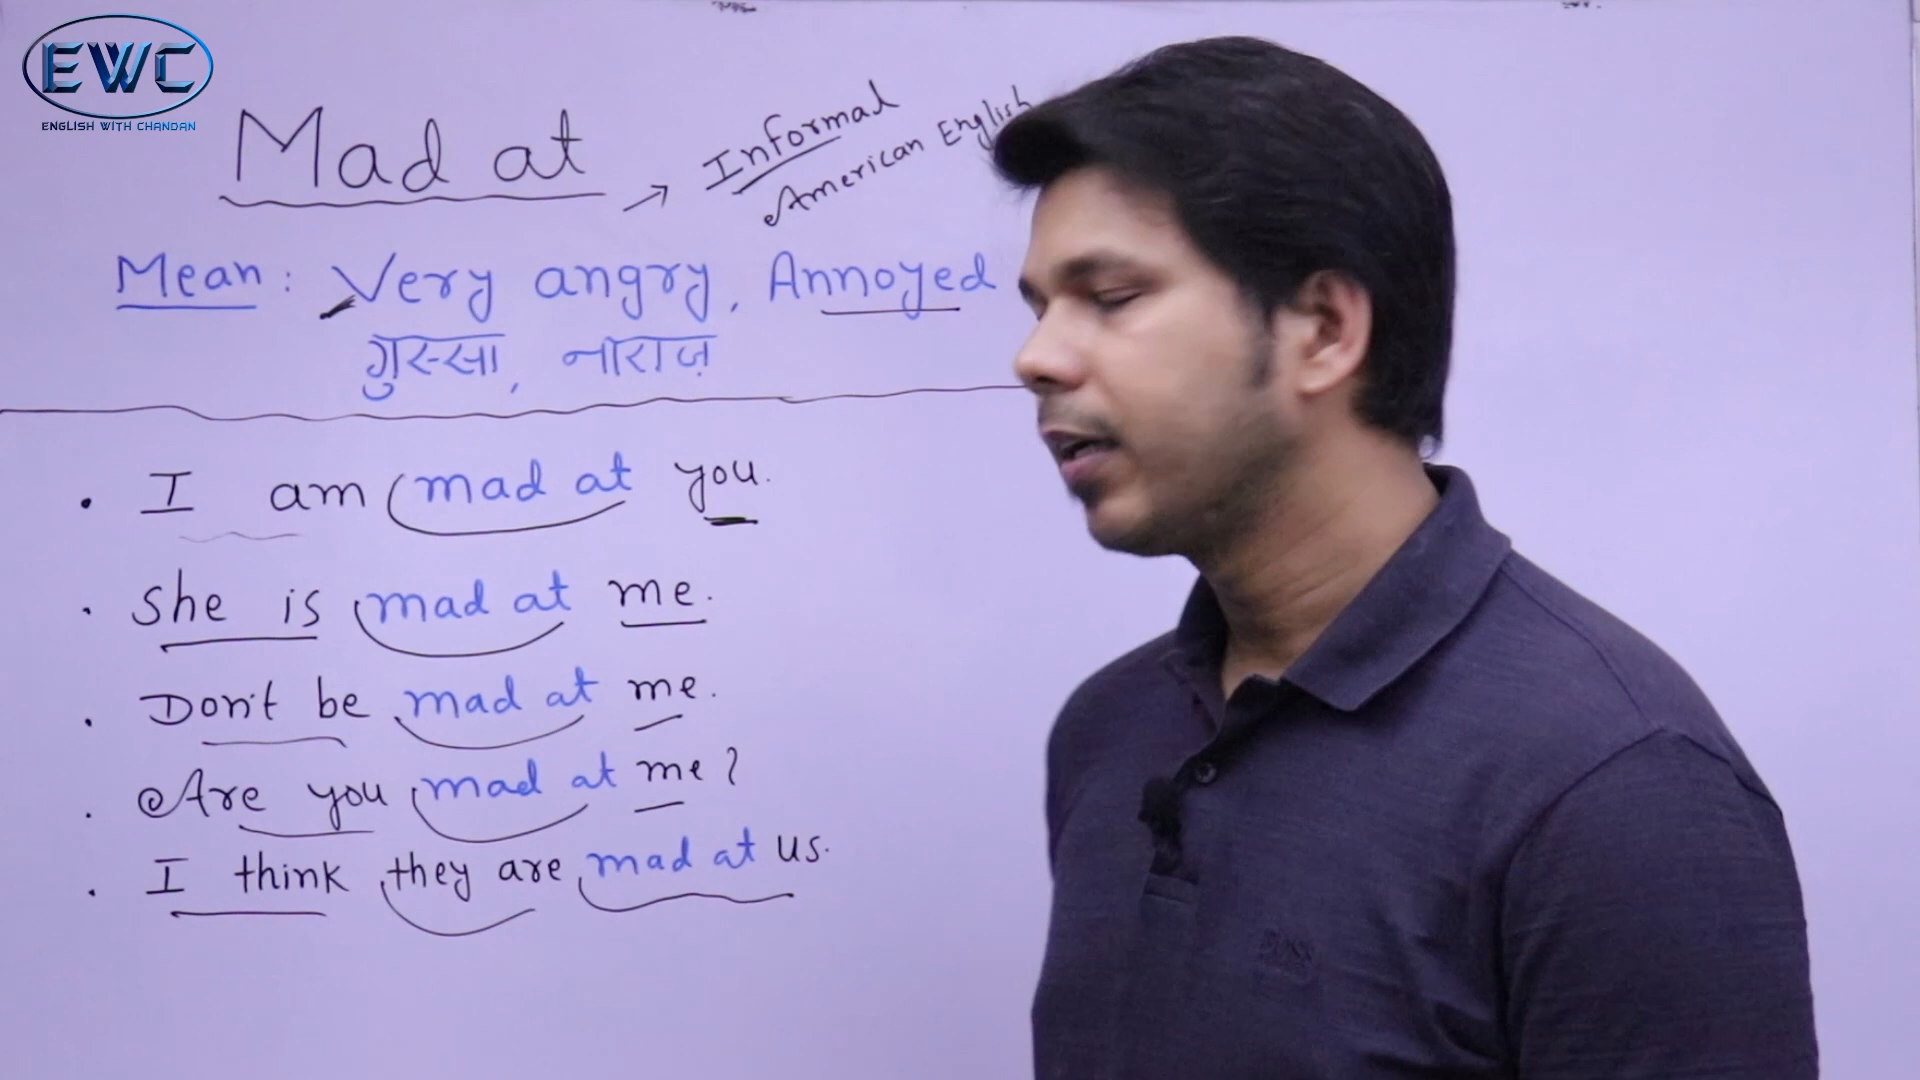 EWC
ENGLISH WITH CHANDAN
Mad at → Informal
American English
Mean: Very angry, Annoyed
गुस्सा, नाराज़
• I am mad at you.
• She is mad at me.
• Don't be mad at me.
• Are you mad at me?
• I think they are mad at us.
BOSS